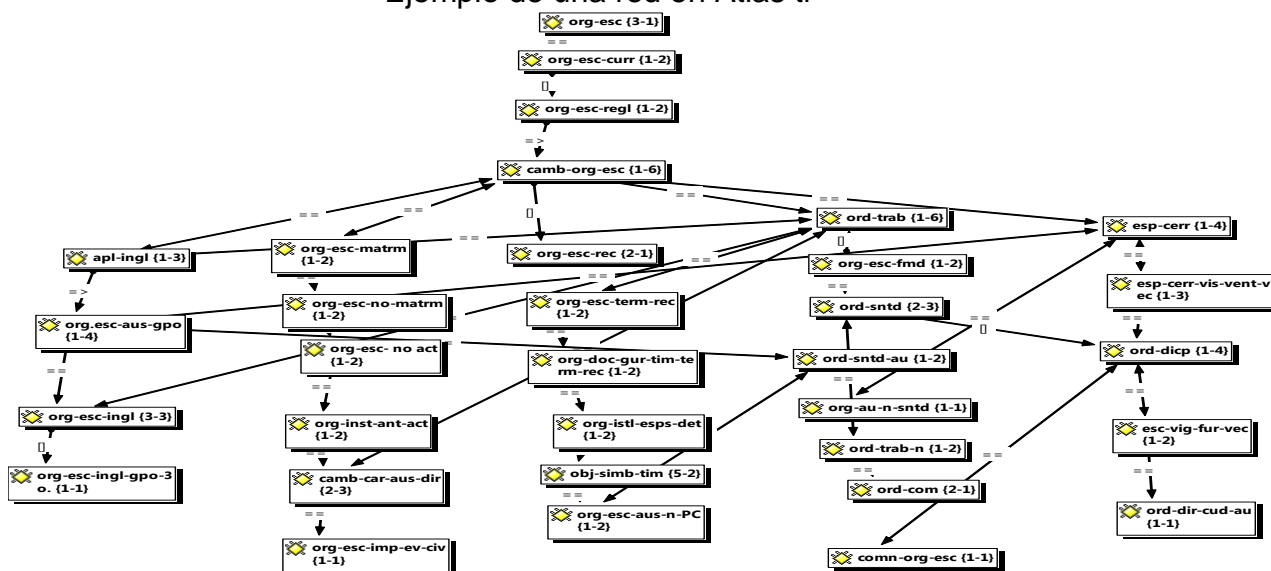 Ejemplo de una red en Atlas ti
org-esc {3-1}
==
org-esc-curr {1-2}
[]
org-esc-regl {1-2}
=>
camb-org-esc {1-6}
==
==
[]
==
==
ord-trab {1-6}
esp-cerr {1-4}
apl-ingl {1-3}
org-esc-matrm
{1-2}
==
org-esc-rec {2-1}
[]
org-esc-fmd {1-2}
==
==
==
=>
==
org-esc-no-matrm
{1-2}
org-esc-term-rec
{1-2}
==
ord-sntd {2-3}
esp-cerr-vis-vent-v
ec {1-3}
org.esc-aus-gpo
{1-4}
==
[]
==
org-esc- no act
{1-2}
ord-sntd-au {1-2}
ord-dicp {1-4}
==
==
org-doc-gur-tim-te
rm-rec {1-2}
==
==
==
org-esc-ingl {3-3}
org-inst-ant-act
{1-2}
==
org-istl-esps-det
{1-2}
org-au-n-sntd {1-1}
esc-vig-fur-vec
{1-2}
[]
==
==
ord-trab-n {1-2}
==
org-esc-ingl-gpo-3
o. {1-1}
camb-car-aus-dir
{2-3}
obj-simb-tim {5-2}
==
==
ord-com {2-1}
==
==
org-esc-aus-n-PC
{1-2}
ord-dir-cud-au
{1-1}
org-esc-imp-ev-civ
{1-1}
comn-org-esc {1-1}